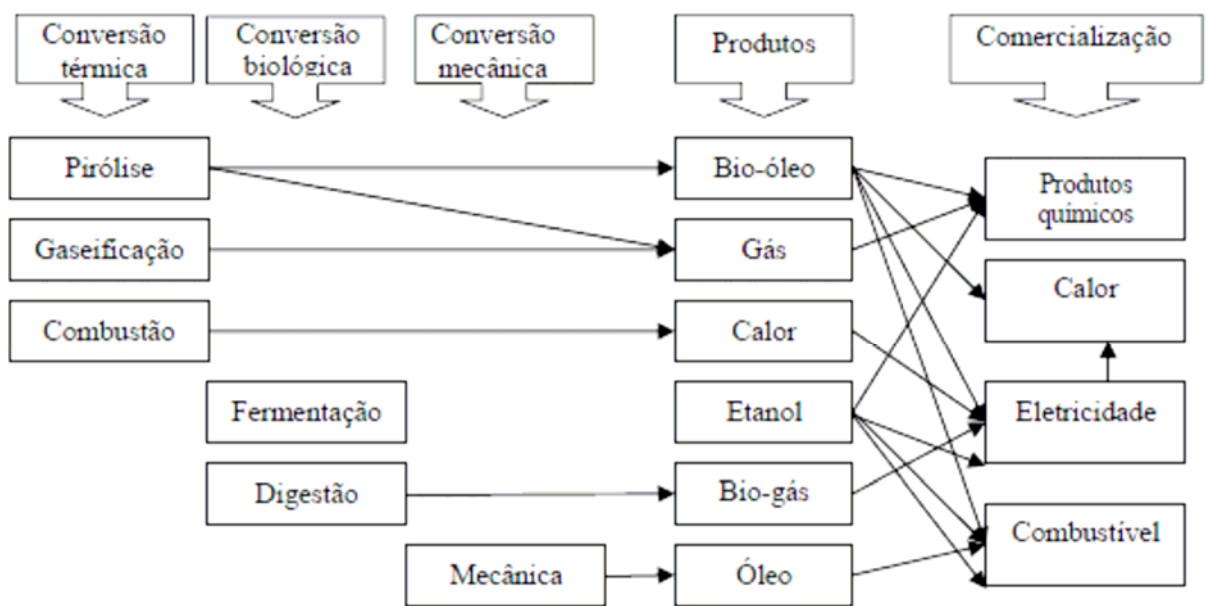 Conversão
térmica
Conversão
biológica
Conversão
mecânica
Produtos
Comercialização
Pirólise
Bio-óleo
Produtos
químicos
Gaseificação
Gás
Calor
Combustão
Calor
Fermentação
Etanol
Eletricidade
Digestão
Bio-gás
Combustível
Mecânica
Óleo